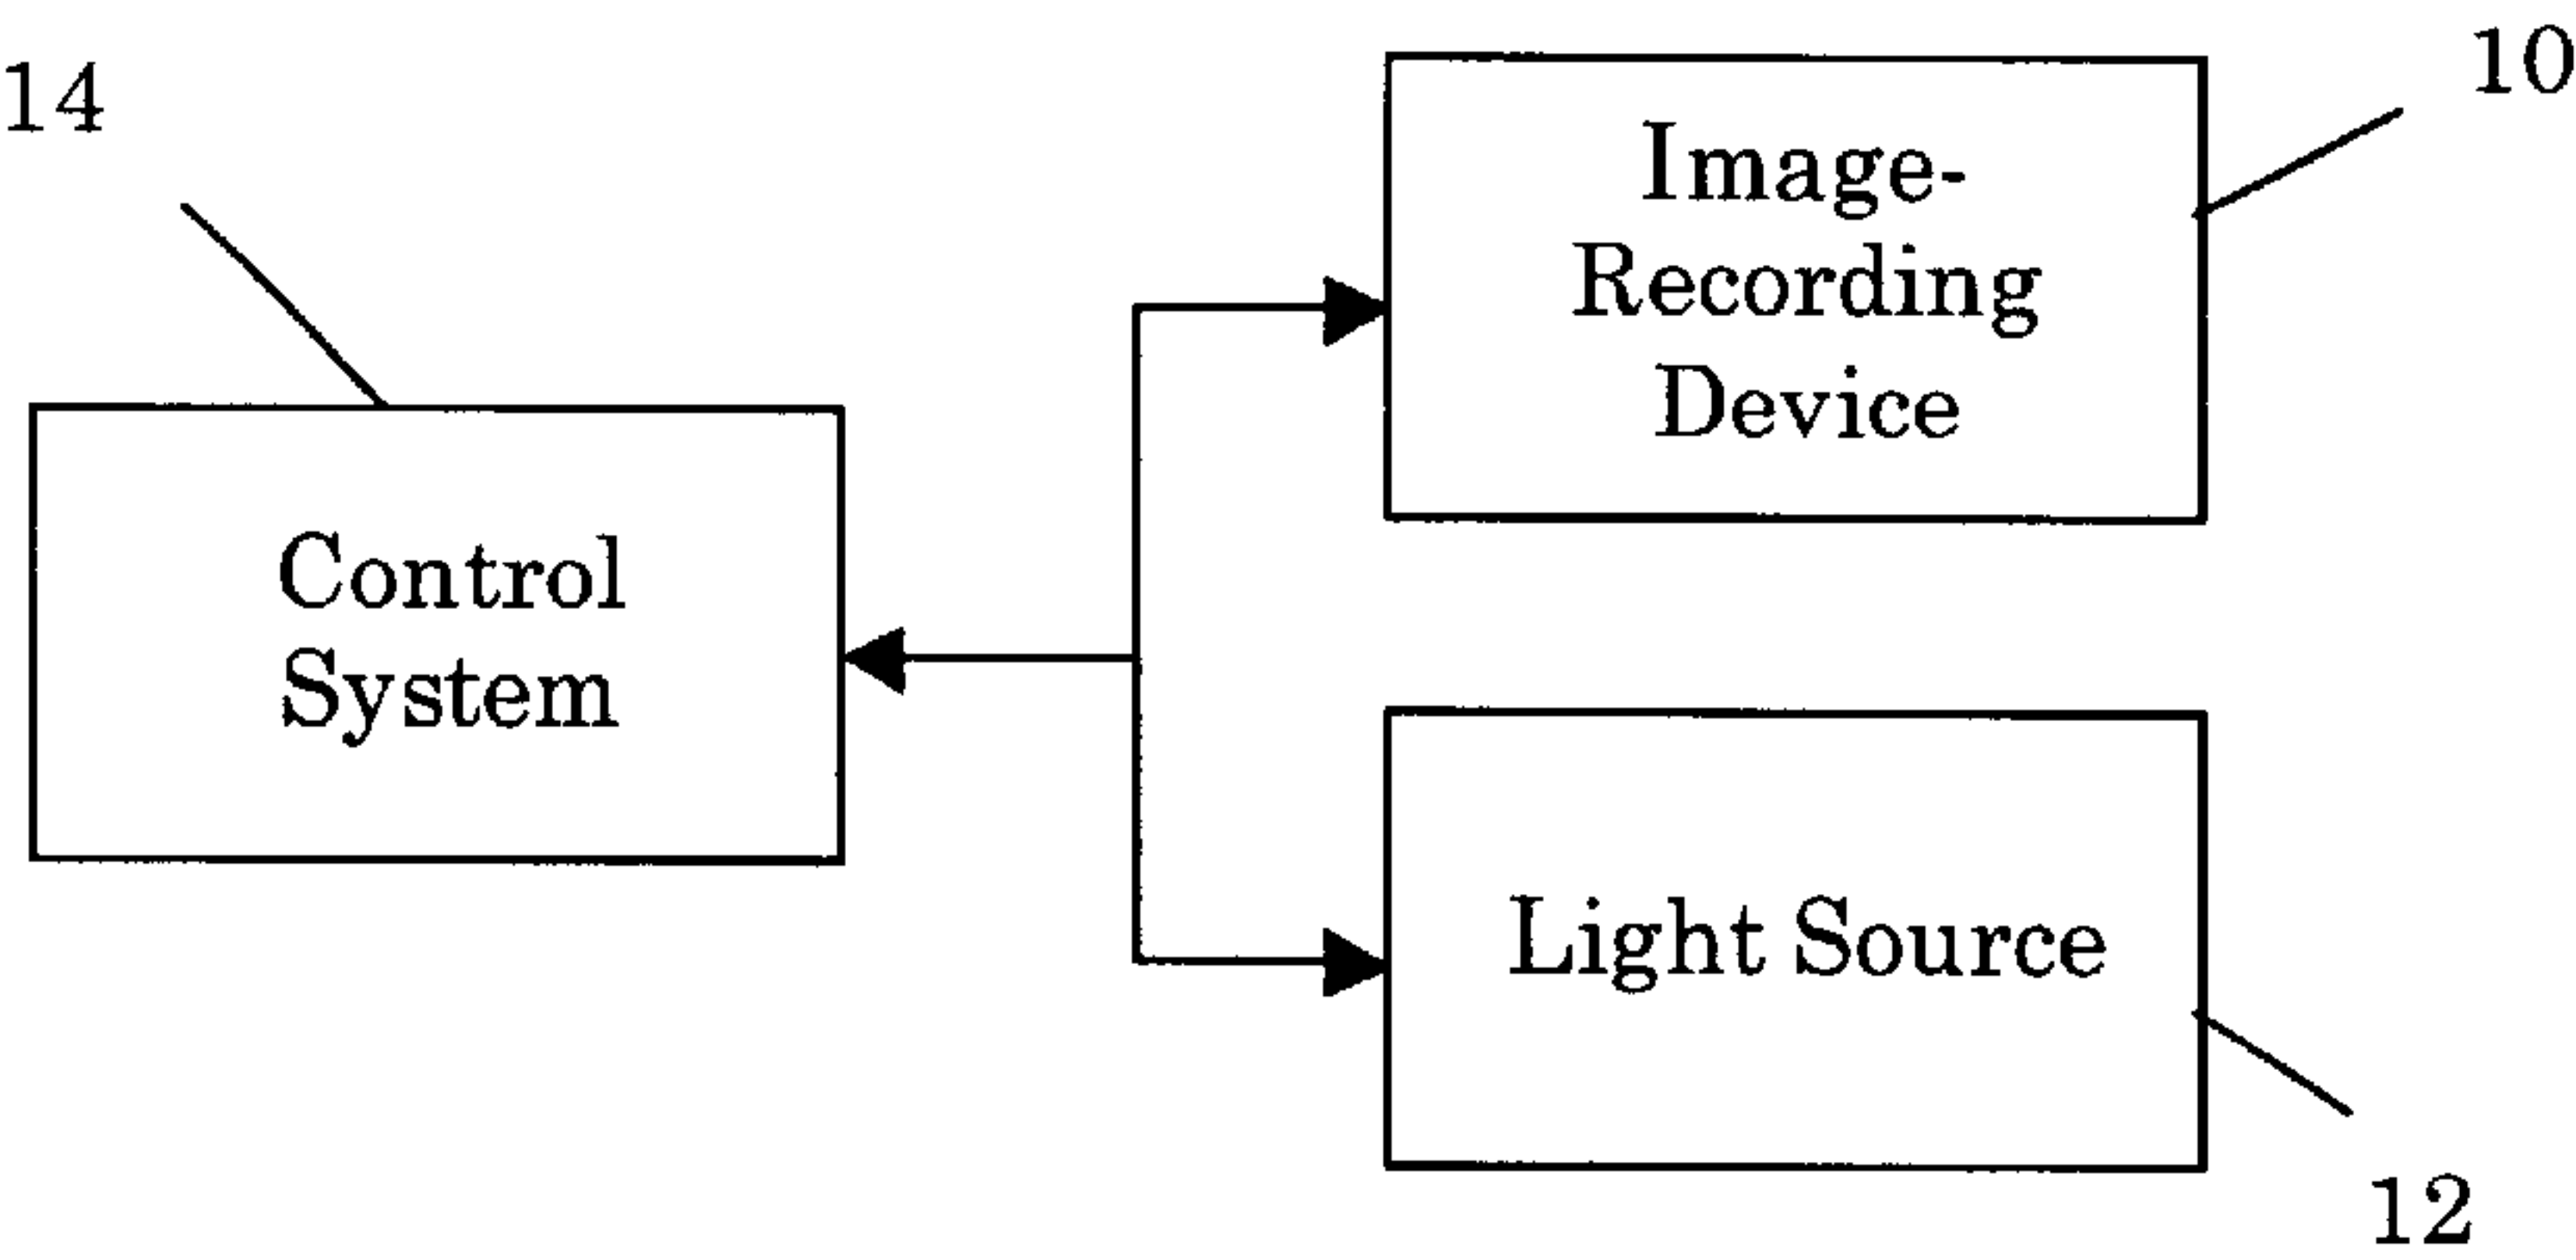 14
10
Image-
Recording
Device
Control
System
Light Source
12